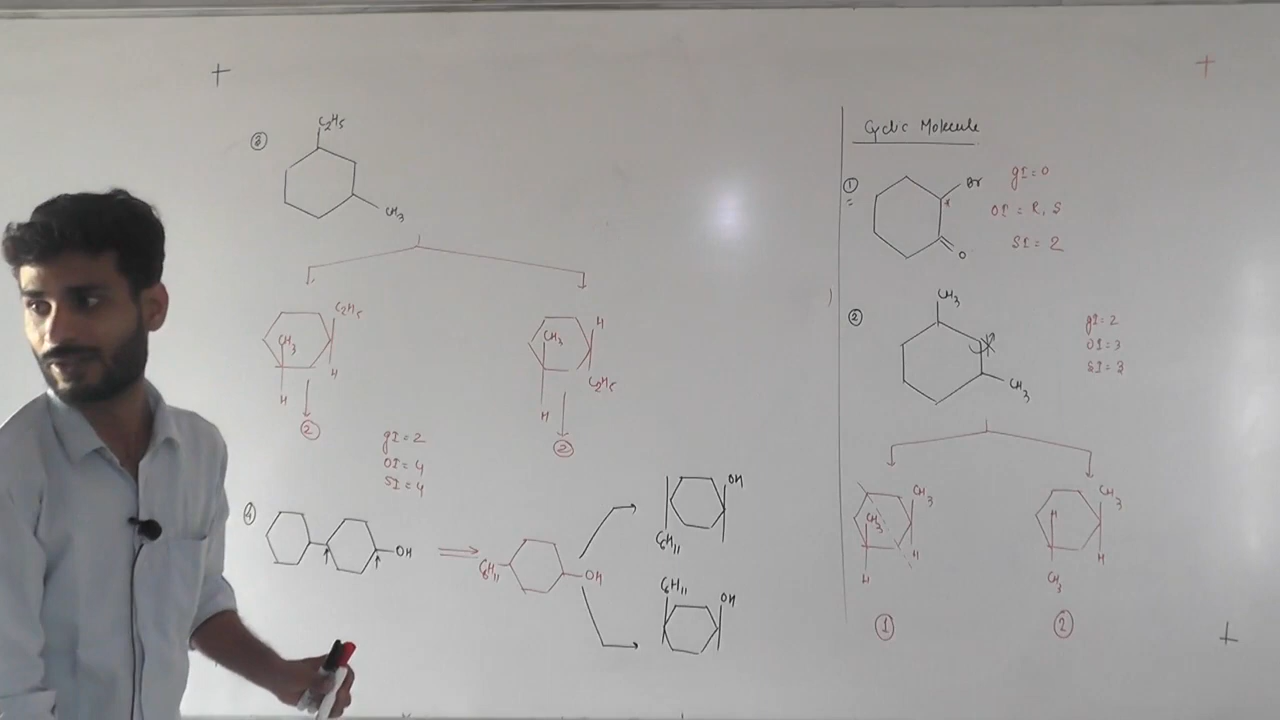 ③
C2H5
CH3
C2H5
CH3
H
H
②
H
CH3
C2H5
H
②
gI = 2
OI = 4
SI = 4
④
OH
C6H11
OH
OH
C6H11
C6H11
OH
Cyclic Molecule
①
Br
*
O
gI = 0
OI = R, S
SI = 2
②
CH3
CH3
gI = 2
OI = 3
SI = 3
CH3
CH3
H
H
①
CH3
H
H
CH3
②